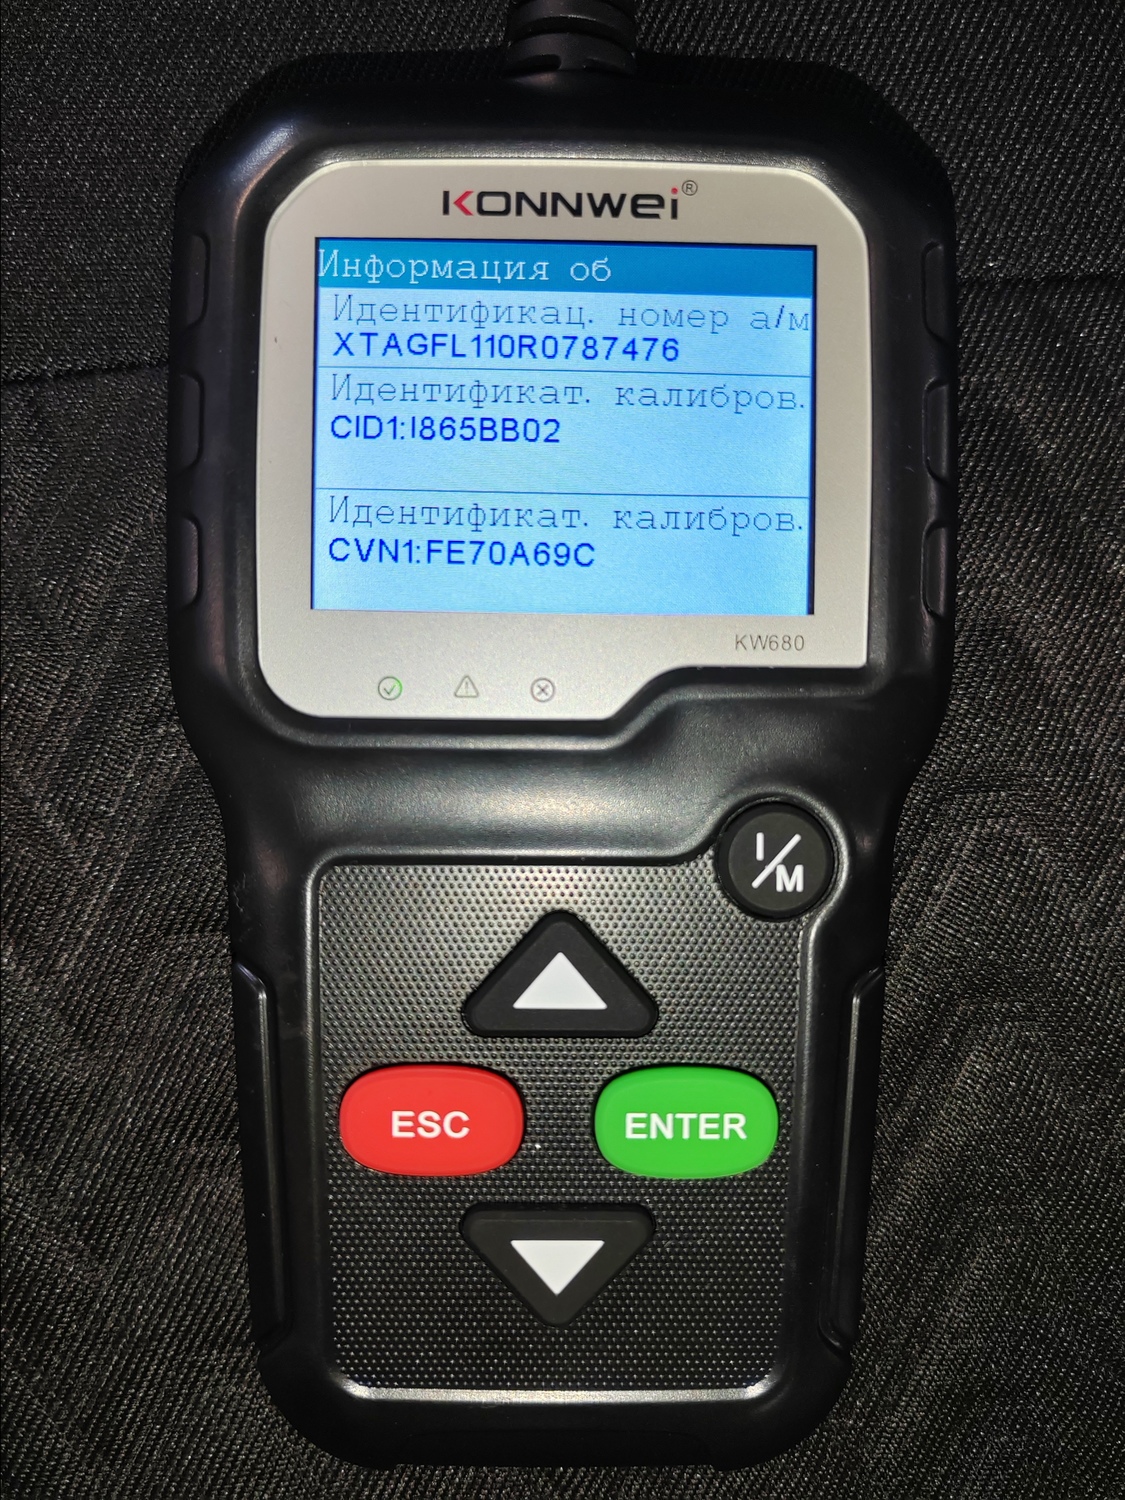 KONNWEI®
Информация об
Идентификац. номер а/м
XTAGFL110R0787476
Идентификат. калибров.
CID1:I865BB02
Идентификат. калибров.
CVN1:FE70A69C
KW680
I/M
ESC
ENTER